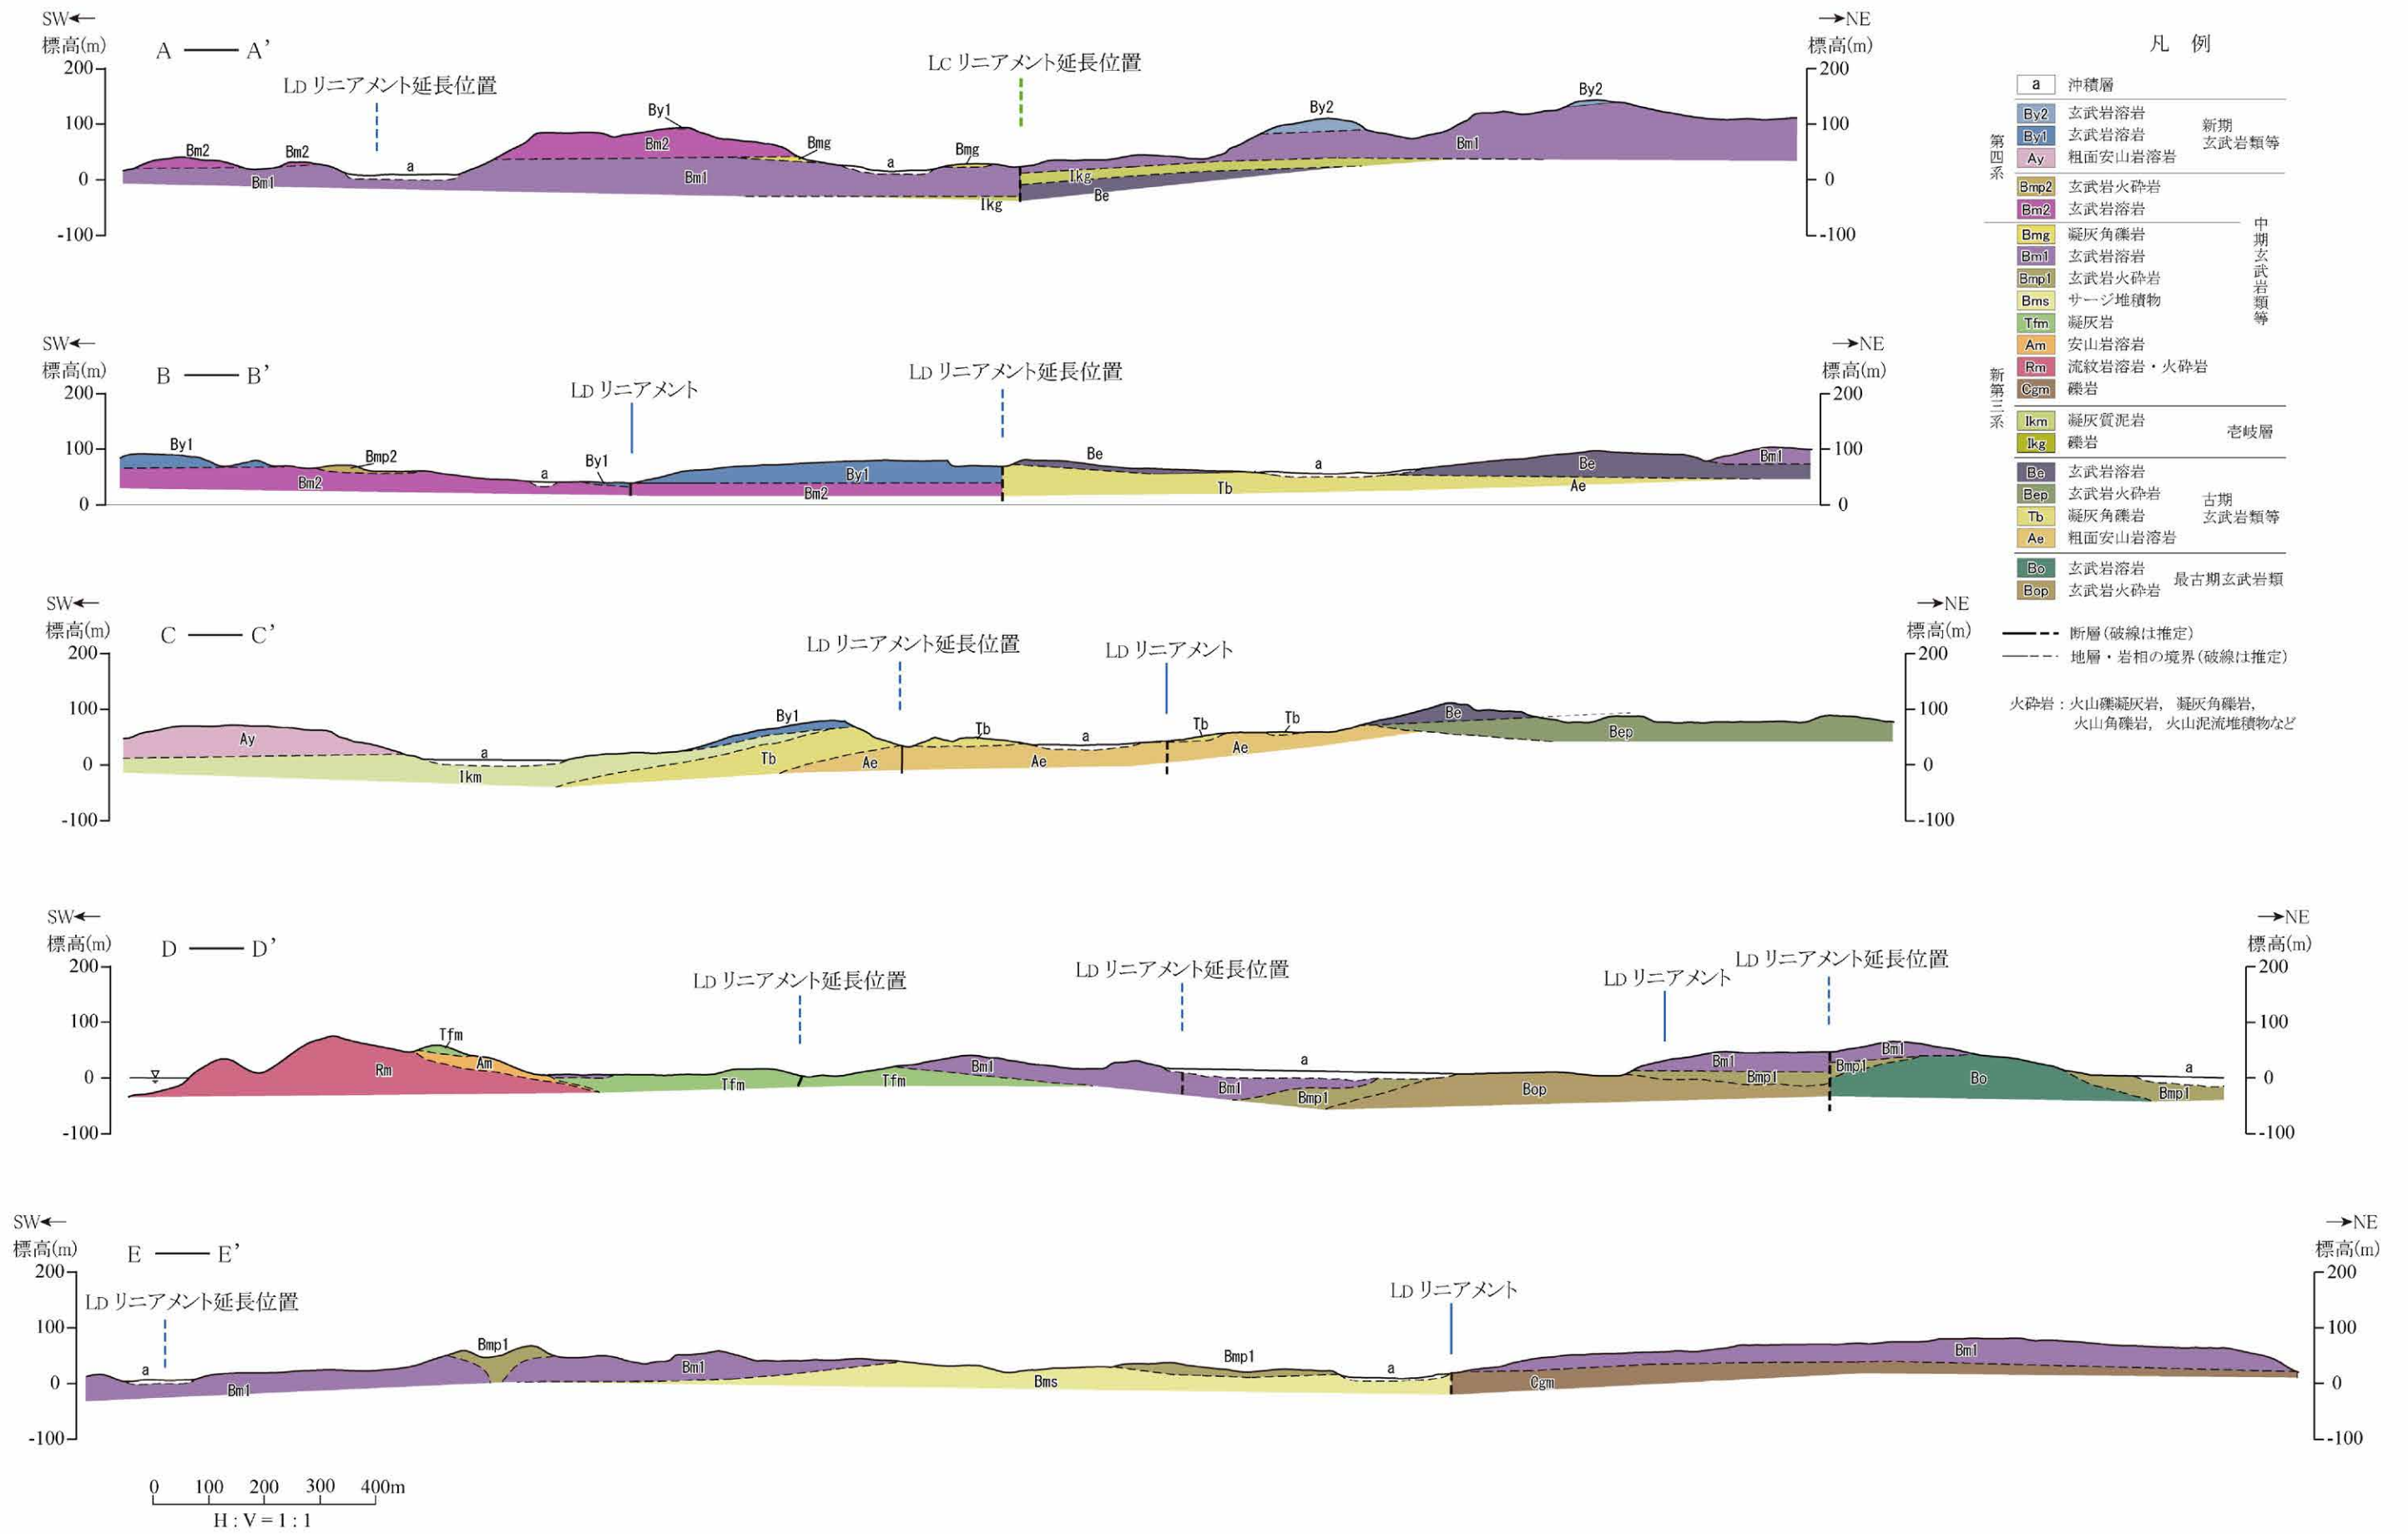 SW←
→NE
標高(m)
A —— A’
標高(m)
LD リニアメント延長位置
LC リニアメント延長位置
200
100
0
-100
200
100
0
-100
Bm2
Bm2
a
By1
Bm2
Bmg
a
Bmg
By2
By2
Bm1
Bm1
Bm1
Ikg
Ikg
Be
SW←
→NE
標高(m)
B —— B’
標高(m)
LD リニアメント
LD リニアメント延長位置
200
100
0
200
100
0
By1
Bmp2
Bm2
a
By1
By1
Bm2
Be
Tb
a
Be
Ae
Bm1
SW←
→NE
標高(m)
C —— C’
標高(m)
LD リニアメント延長位置
LD リニアメント
200
100
0
-100
200
100
0
-100
Ay
a
Ikm
By1
Tb
Ae
Tb
Ae
a
Tb
Ae
Tb
Be
Bep
SW←
→NE
標高(m)
D —— D’
標高(m)
LD リニアメント延長位置
LD リニアメント延長位置
LD リニアメント
LD リニアメント延長位置
200
100
0
-100
200
100
0
-100
Rm
Tfm
Am
Tfm
Tfm
Bm1
Bm1
a
Bmp1
Bop
Bm1
Bmp1
Bmp1
Bm1
Bo
a
Bmp1
SW←
→NE
標高(m)
E —— E’
標高(m)
LD リニアメント延長位置
LD リニアメント
200
100
0
-100
200
100
0
-100
a
Bm1
Bmp1
Bm1
Bms
Bmp1
a
Cgm
Bm1
0 100 200 300 400m
H : V = 1 : 1
凡 例
a 沖積層
By2 玄武岩溶岩
By1 玄武岩溶岩
Ay 粗面安山岩溶岩
新期
玄武岩類等
第四系
Bmp2 玄武岩火砕岩
Bm2 玄武岩溶岩
Bmg 凝灰角礫岩
Bm1 玄武岩溶岩
Bmp1 玄武岩火砕岩
Bms サージ堆積物
Tfm 凝灰岩
Am 安山岩溶岩
Rm 流紋岩溶岩・火砕岩
Cgm 礫岩
中期玄武岩類等
新第三系
Ikm 凝灰質泥岩
Ikg 礫岩
壱岐層
Be 玄武岩溶岩
Bep 玄武岩火砕岩
Tb 凝灰角礫岩
Ae 粗面安山岩溶岩
古期
玄武岩類等
Bo 玄武岩溶岩
Bop 玄武岩火砕岩
最古期玄武岩類
断層(破線は推定)
地層・岩相の境界(破線は推定)
火砕岩：火山礫凝灰岩, 凝灰角礫岩,
火山角礫岩, 火山泥流堆積物など